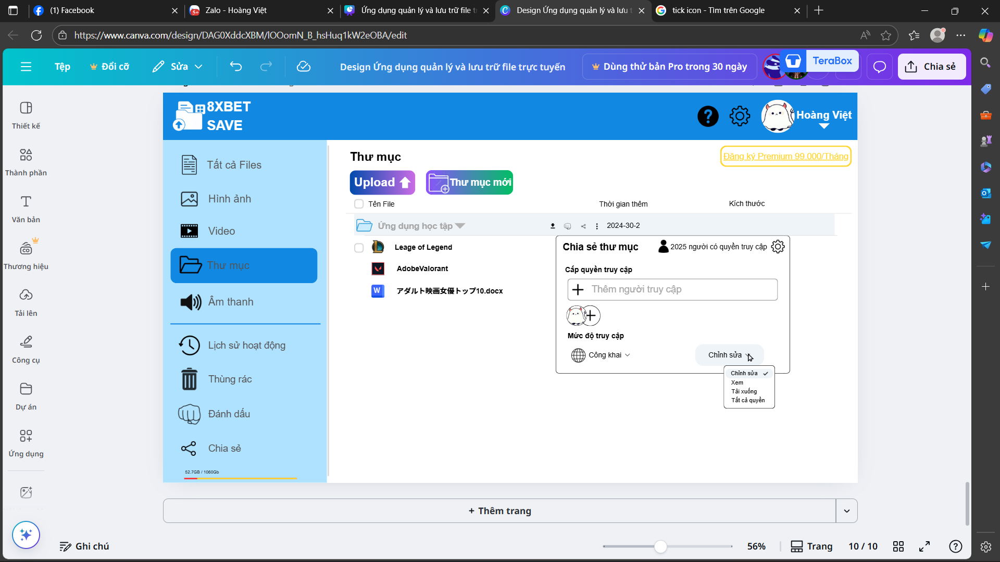 (1) Facebook
Zalo - Hoàng Việt
Ứng dụng quản lý và lưu trữ file t
Design Ứng dụng quản lý và lưu t
tick icon - Tìm trên Google
https://www.canva.com/design/DAG0XddcXBM/lOOomN_B_hsHuq1kW2eOBA/edit
Tệp
Đổi cỡ
Sửa
Design Ứng dụng quản lý và lưu trữ file trực tuyến
Dùng thử bản Pro trong 30 ngày
TeraBox
Chia sẻ
Thiết kế
Thành phần
Văn bản
Thương hiệu
Tải lên
Công cụ
Dự án
Ứng dụng
8XBET
SAVE
Hoàng Việt
Tất cả Files
Hình ảnh
Video
Thư mục
Âm thanh
Lịch sử hoạt động
Thùng rác
Đánh dấu
Chia sẻ
52.7GB / 1060Gb
Thư mục
Đăng ký Premium 99.000/Tháng
Upload
Thư mục mới
Tên File
Thời gian thêm
Kích thước
Ứng dụng học tập
2024-30-2
Leage of Legend
AdobeValorant
アダルト映画女優トップ10.docx
Chia sẻ thư mục
2025 người có quyền truy cập
Cấp quyền truy cập
Thêm người truy cập
Mức độ truy cập
Công khai
Chỉnh sửa
Chỉnh sửa
Xem
Tải xuống
Tất cả quyền
+ Thêm trang
Ghi chú
56%
Trang
10 / 10